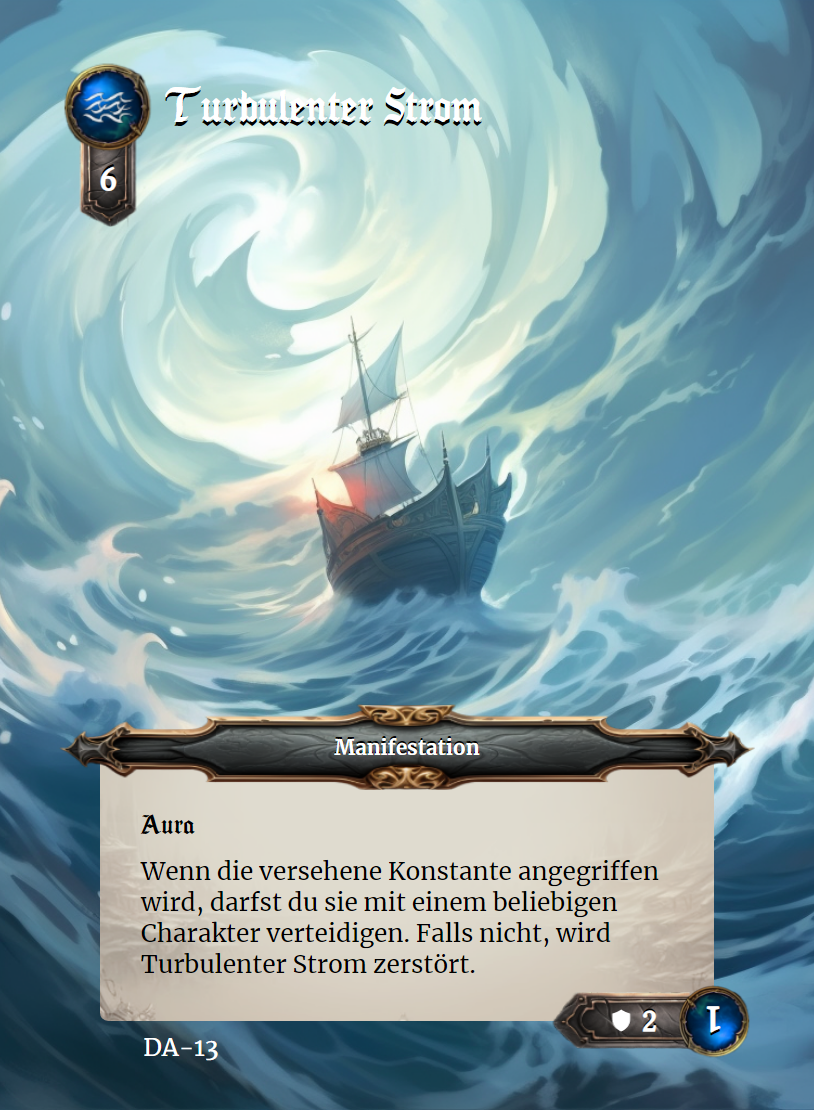 Turbulenter Strom
6
Manifestation
Aura
Wenn die versehene Konstante angegriffen
wird, darfst du sie mit einem beliebigen
Charakter verteidigen. Falls nicht, wird
Turbulenter Strom zerstört.
2
1
DA-13